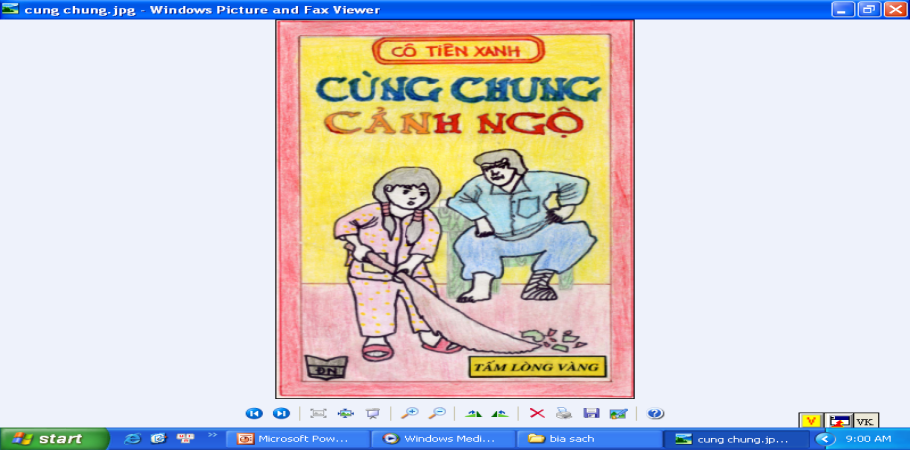 cung chung.jpg - Windows Picture and Fax Viewer
CÔ TIÊN XANH
CÙNG CHUNG
CẢNH NGỘ
ĐN
TẤM LÒNG VÀNG
V
VK
start
Microsoft Pow...
Windows Medi...
bia sach
cung chung.jp...
9:00 AM